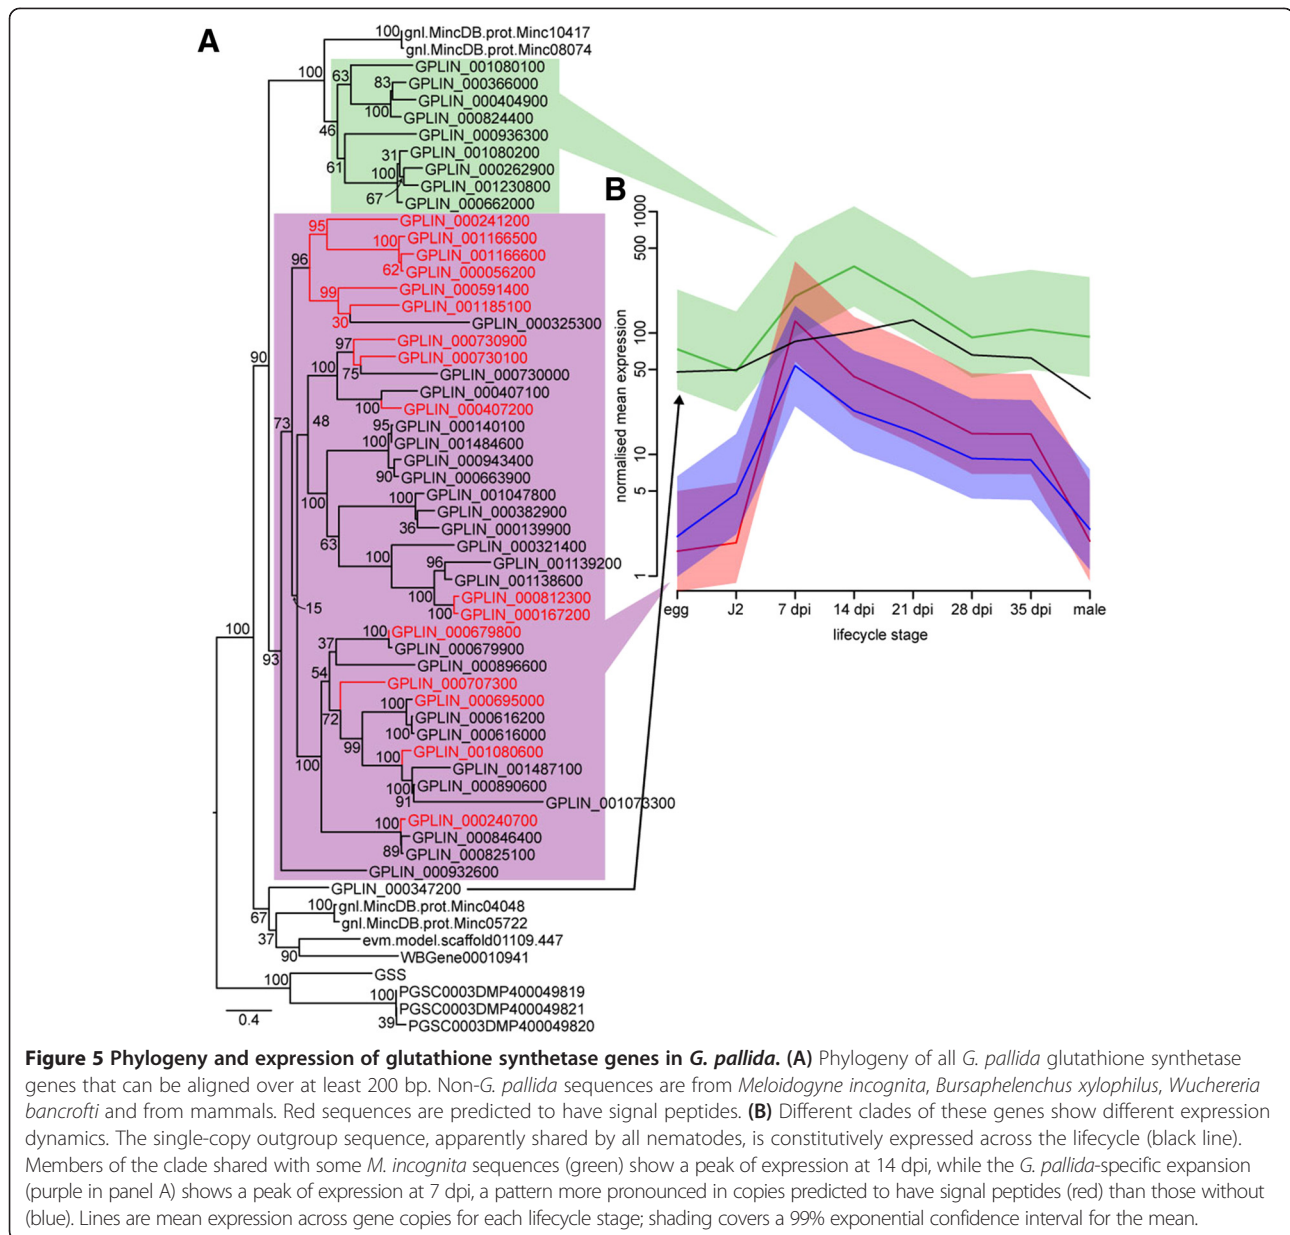 A
gnl.MincDB.prot.Minc10417
gnl.MincDB.prot.Minc08074
100
100
GPLIN_001080100
63
GPLIN_000366000
83
GPLIN_000404900
100
GPLIN_000824400
46
GPLIN_000936300
61
GPLIN_001080200
31
GPLIN_000262900
100
GPLIN_001230800
67
GPLIN_000662000
GPLIN_000241200
95
GPLIN_001166500
100
GPLIN_001166600
96
GPLIN_000056200
62
GPLIN_000591400
99
GPLIN_001185100
30
GPLIN_000325300
GPLIN_000730900
97
GPLIN_000730100
90
100
75
GPLIN_000730000
GPLIN_000407100
100
GPLIN_000407200
73
48
GPLIN_000140100
95
GPLIN_001484600
100
GPLIN_000943400
90
GPLIN_000663900
GPLIN_001047800
100
100
GPLIN_000382900
36
GPLIN_000139900
63
GPLIN_000321400
100
GPLIN_001139200
96
GPLIN_001138600
100
GPLIN_000812300
100
GPLIN_000167200
15
GPLIN_000679800
100
GPLIN_000679900
37
GPLIN_000896600
100
93
54
GPLIN_000707300
72
GPLIN_000695000
100
GPLIN_000616200
100
GPLIN_000616000
99
GPLIN_001080600
100
GPLIN_001487100
100
GPLIN_000890600
91
GPLIN_001073300
100
GPLIN_000240700
100
GPLIN_000846400
89
GPLIN_000825100
GPLIN_000932600
GPLIN_000347200
67
gnl.MincDB.prot.Minc04048
100
gnl.MincDB.prot.Minc05722
37
evm.model.scaffold01109.447
90
WBGene00010941
GSS
100
PGSC0003DMP400049819
100
PGSC0003DMP400049821
39
PGSC0003DMP400049820
0.4
B
normalised mean expression
1000
500
100
50
10
5
1
egg J2 7 dpi 14 dpi 21 dpi 28 dpi 35 dpi male
lifecycle stage
Figure 5 Phylogeny and expression of glutathione synthetase genes in G. pallida. (A) Phylogeny of all G. pallida glutathione synthetase
genes that can be aligned over at least 200 bp. Non-G. pallida sequences are from Meloidogyne incognita, Bursaphelenchus xylophilus, Wuchereria
bancrofti and from mammals. Red sequences are predicted to have signal peptides. (B) Different clades of these genes show different expression
dynamics. The single-copy outgroup sequence, apparently shared by all nematodes, is constitutively expressed across the lifecycle (black line).
Members of the clade shared with some M. incognita sequences (green) show a peak of expression at 14 dpi, while the G. pallida-specific expansion
(purple in panel A) shows a peak of expression at 7 dpi, a pattern more pronounced in copies predicted to have signal peptides (red) than those without
(blue). Lines are mean expression across gene copies for each lifecycle stage; shading covers a 99% exponential confidence interval for the mean.